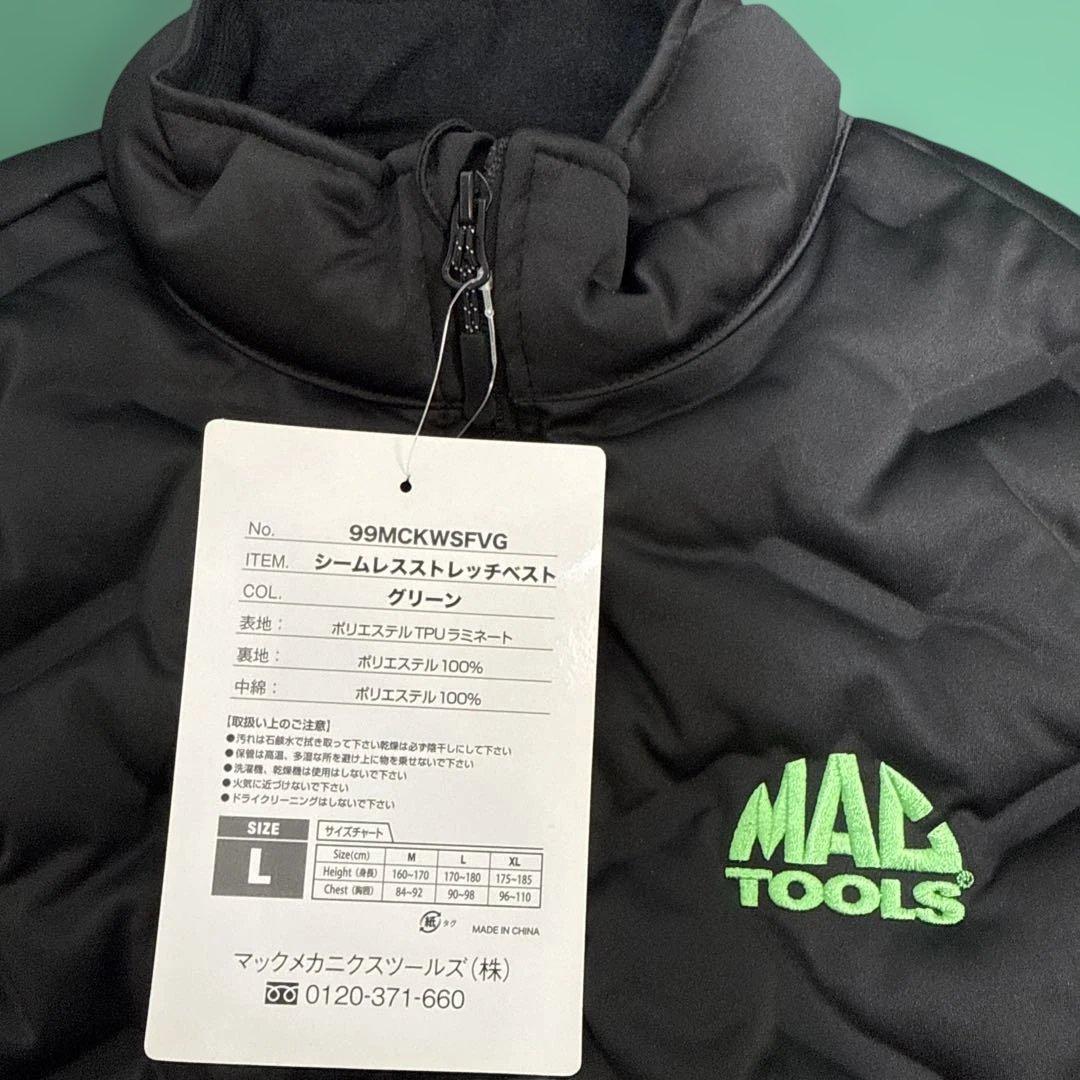 No. 99MCKWSFVG
ITEM. シームレスストレッチベスト
COL. グリーン
表地： ポリエステルTPUラミネート
裏地： ポリエステル100%
中綿： ポリエステル100%
【取扱い上のご注意】
●汚れは石鹸水で拭き取って下さい乾燥は必ず陰干しにして下さい
●保管は高温、多湿な所を避け上に物を乗せないで下さい
●洗濯機、乾燥機は使用はしないで下さい
●火気に近づけないで下さい
●ドライクリーニングはしないで下さい
SIZE
L
サイズチャート
Size(cm) M L XL
Height (身長) 160~170 170~180 175~185
Chest (胸囲) 84~92 90~98 96~110
紙 タグ MADE IN CHINA
マックメカニクスツールズ（株）
0120-371-660
MAC
TOOLS®